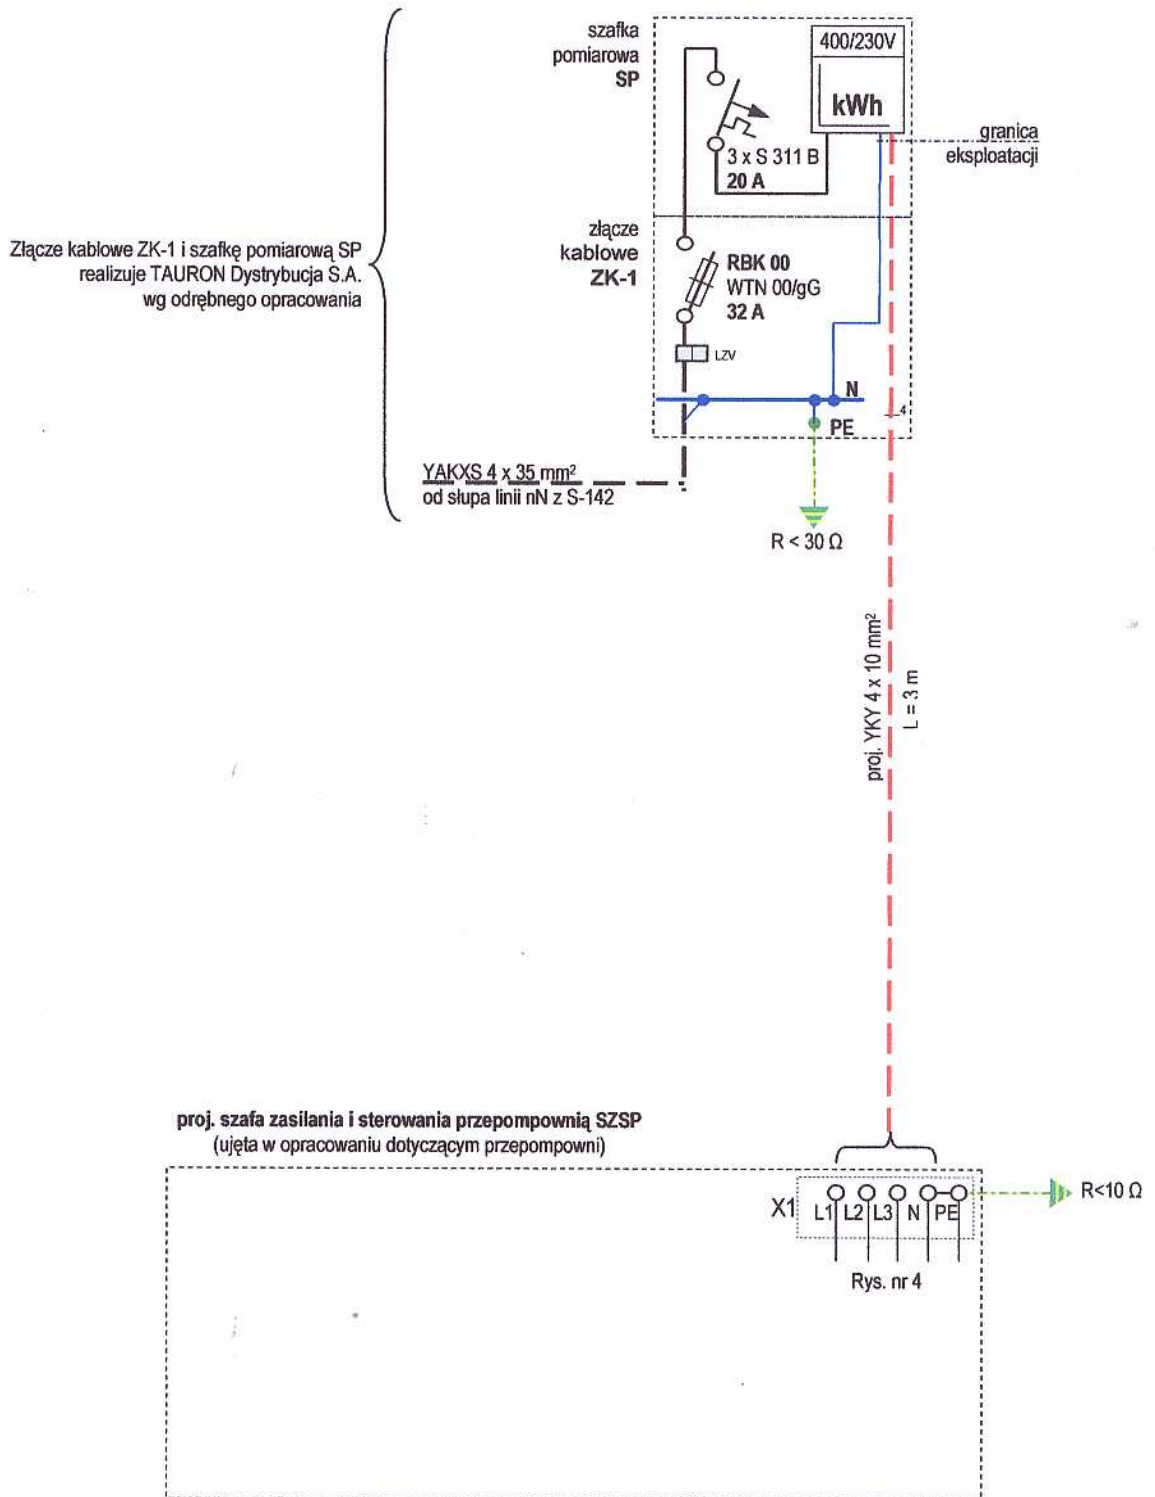 szafka
pomiarowa
SP
400/230V
kWh
3 x S 311 B
20 A
granica
eksploatacji
złącze
kablowe
ZK-1
RBK 00
WTN 00/gG
32 A
LZV
N
4
PE
Złącze kablowe ZK-1 i szafkę pomiarową SP
realizuje TAURON Dystrybucja S.A.
wg odrębnego opracowania
YAKXS 4 x 35 mm²
od słupa linii nN z S-142
R < 30 Ω
proj. YKY 4 x 10 mm²
L = 3 m
proj. szafa zasilania i sterowania przepompownią SZSP
(ujęta w opracowaniu dotyczącym przepompowni)
X1
L1 L2 L3 N PE
R<10 Ω
Rys. nr 4